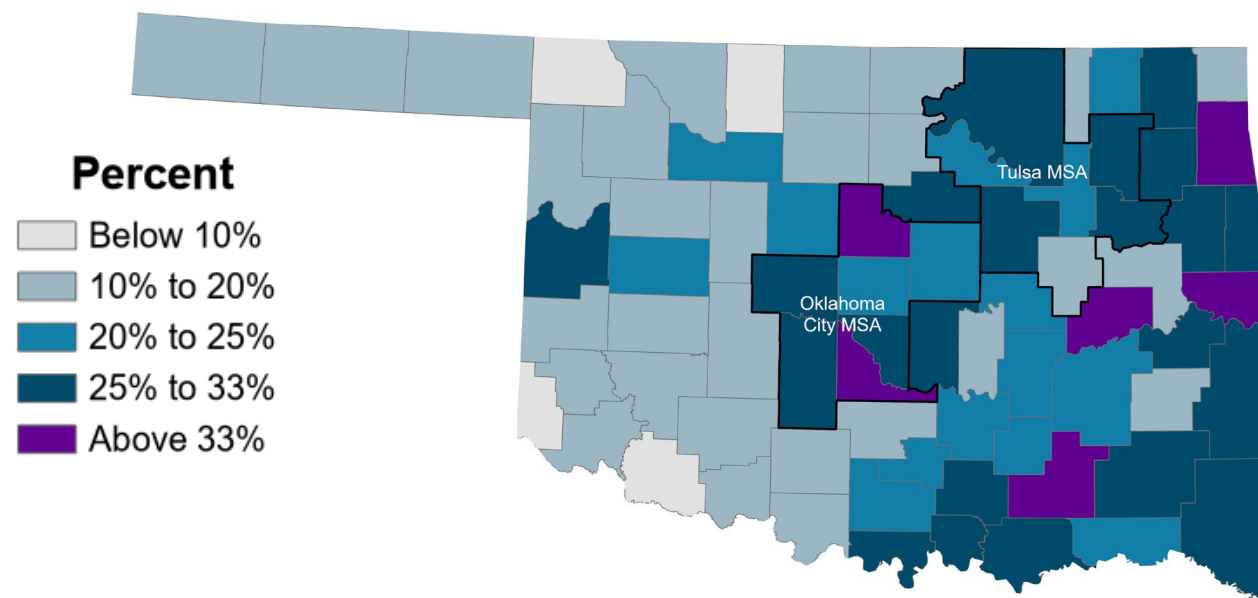 Percent
Below 10%
10% to 20%
20% to 25%
25% to 33%
Above 33%
Tulsa MSA
Oklahoma
City MSA